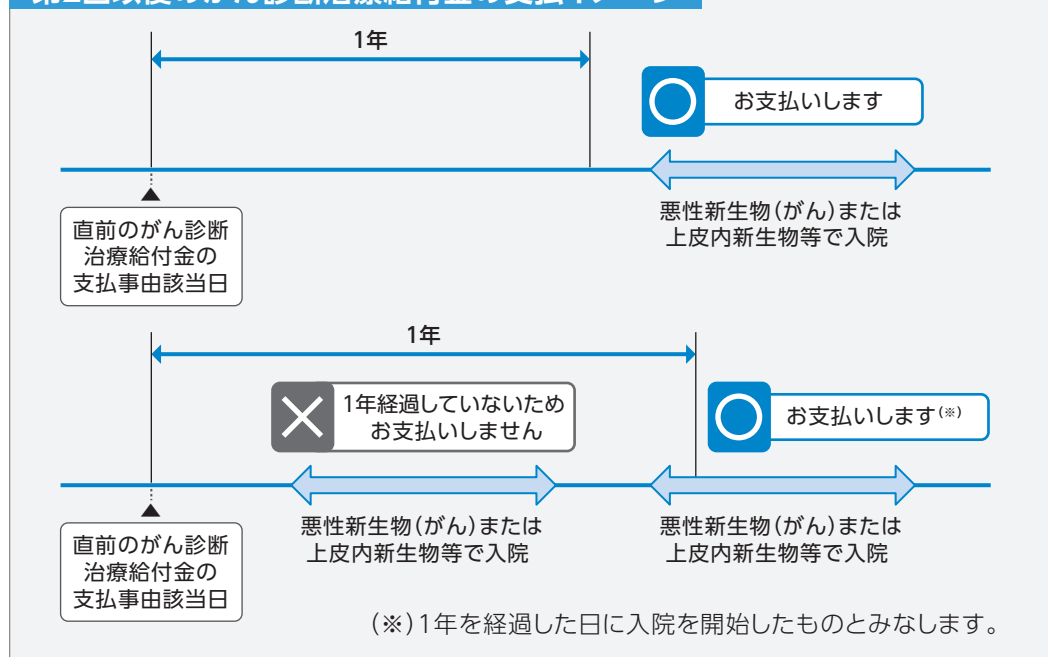 1年
お支払いします
悪性新生物(がん)または
上皮内新生物等で入院
直前のがん診断
治療給付金の
支払事由該当日
1年
1年経過していないため
お支払いしません
お支払いします(※)
悪性新生物(がん)または
上皮内新生物等で入院
悪性新生物(がん)または
上皮内新生物等で入院
直前のがん診断
治療給付金の
支払事由該当日
(※)1年を経過した日に入院を開始したものとみなします。